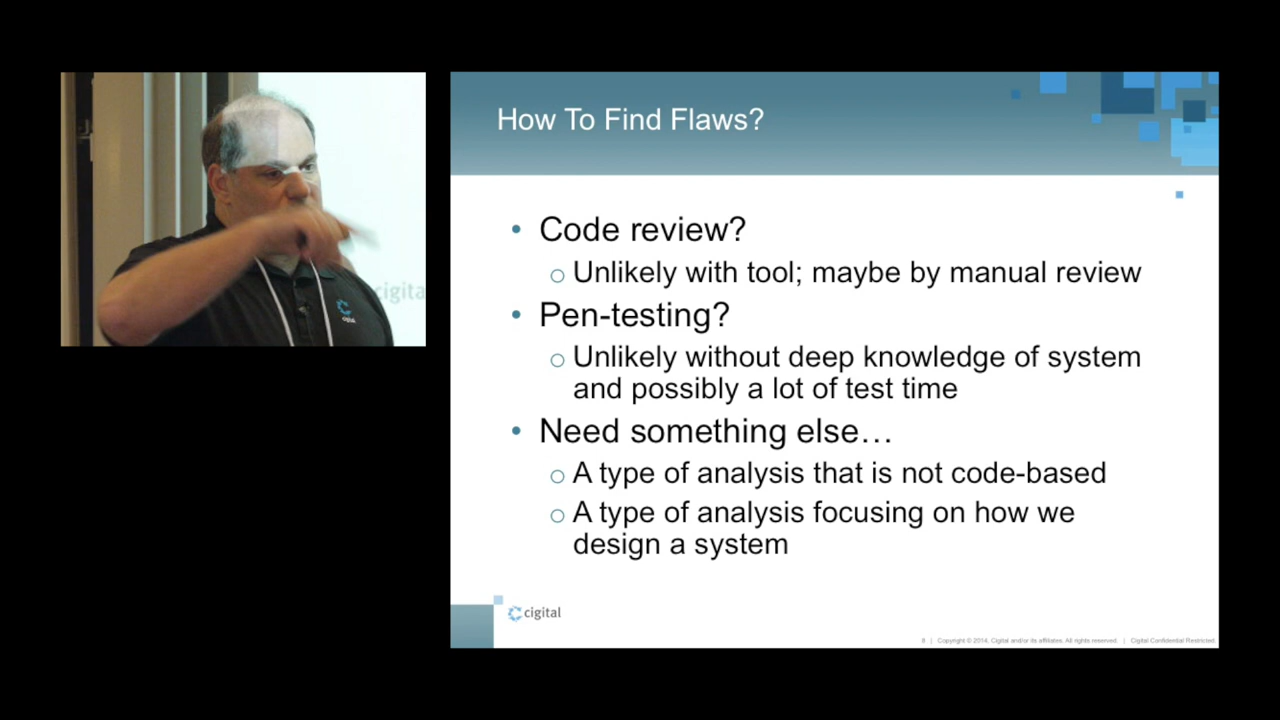 How To Find Flaws?
• Code review?
o Unlikely with tool; maybe by manual review
• Pen-testing?
o Unlikely without deep knowledge of system
and possibly a lot of test time
• Need something else…
o A type of analysis that is not code-based
o A type of analysis focusing on how we
design a system
cigital
8 | Copyright © 2014, Cigital and/or its affiliates. All rights reserved. | Cigital Confidential Restricted.
cigita
cigital